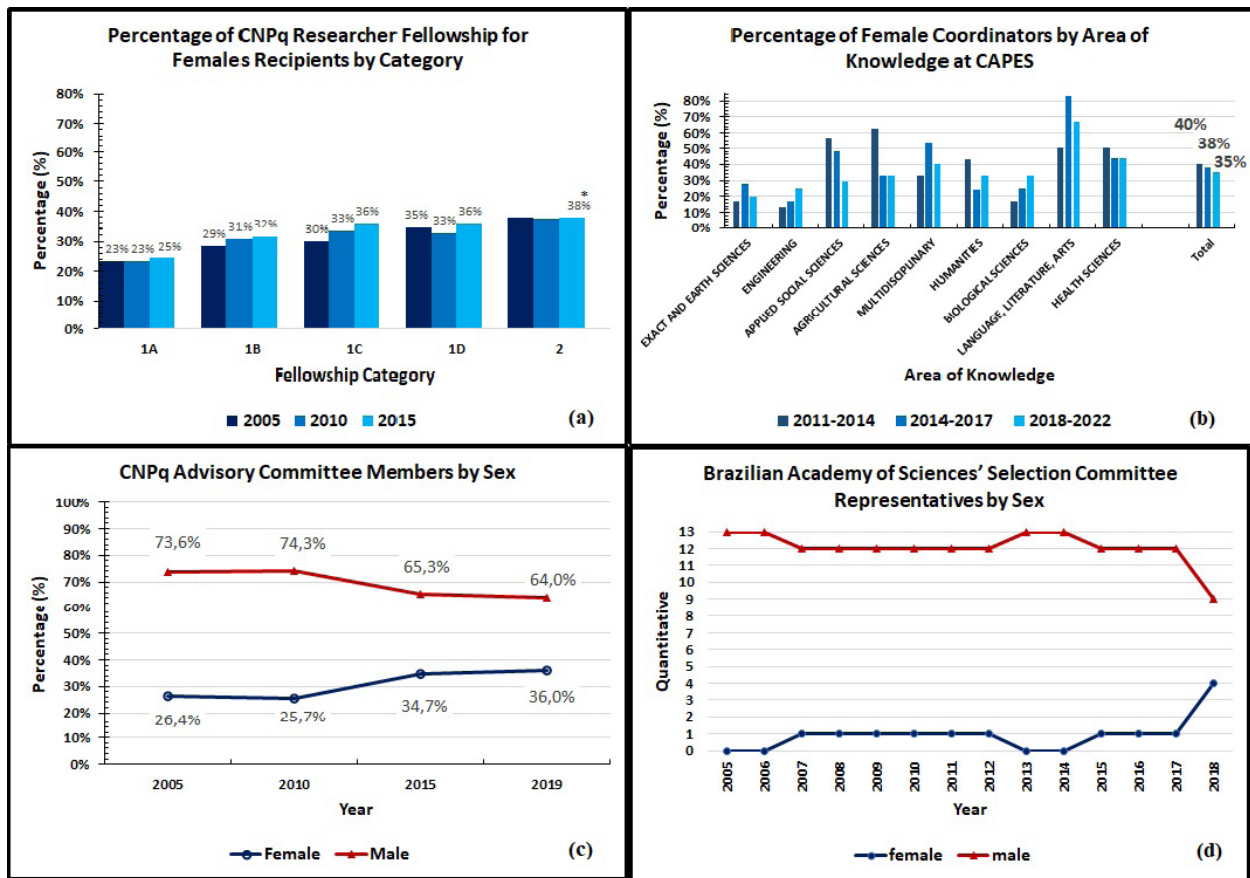 Percentage of CNPq Researcher Fellowship for
Females Recipients by Category
Percentage (%)
80%
70%
60%
50%
40%
30%
20%
10%
0%
23% 23% 25%
29% 31% 32%
30% 33% 36%
35% 33% 36%
*
38%
1A 1B 1C 1D 2
Fellowship Category
2005 2010 2015
(a)
Percentage of Female Coordinators by Area of
Knowledge at CAPES
Percentage (%)
80%
70%
60%
50%
40%
30%
20%
10%
0%
40%
38%
35%
EXACT AND EARTH SCIENCES
ENGINEERING
APPLIED SOCIAL SCIENCES
AGRICULTURAL SCIENCES
MULTIDISCIPLINARY
HUMANITIES
BIOLOGICAL SCIENCES
LANGUAGE, LITERATURE, ARTS
HEALTH SCIENCES
Total
Area of Knowledge
2011-2014 2014-2017 2018-2022
(b)
CNPq Advisory Committee Members by Sex
Percentage (%)
100%
90%
80%
70%
60%
50%
40%
30%
20%
10%
0%
73,6% 74,3% 65,3% 64,0%
26,4% 25,7% 34,7% 36,0%
2005 2010 2015 2019
Year
Female Male
(c)
Brazilian Academy of Sciences’ Selection Committee
Representatives by Sex
Quantitative
13
12
11
10
9
8
7
6
5
4
3
2
1
0
2005 2006 2007 2008 2009 2010 2011 2012 2013 2014 2015 2016 2017 2018
Year
female male
(d)